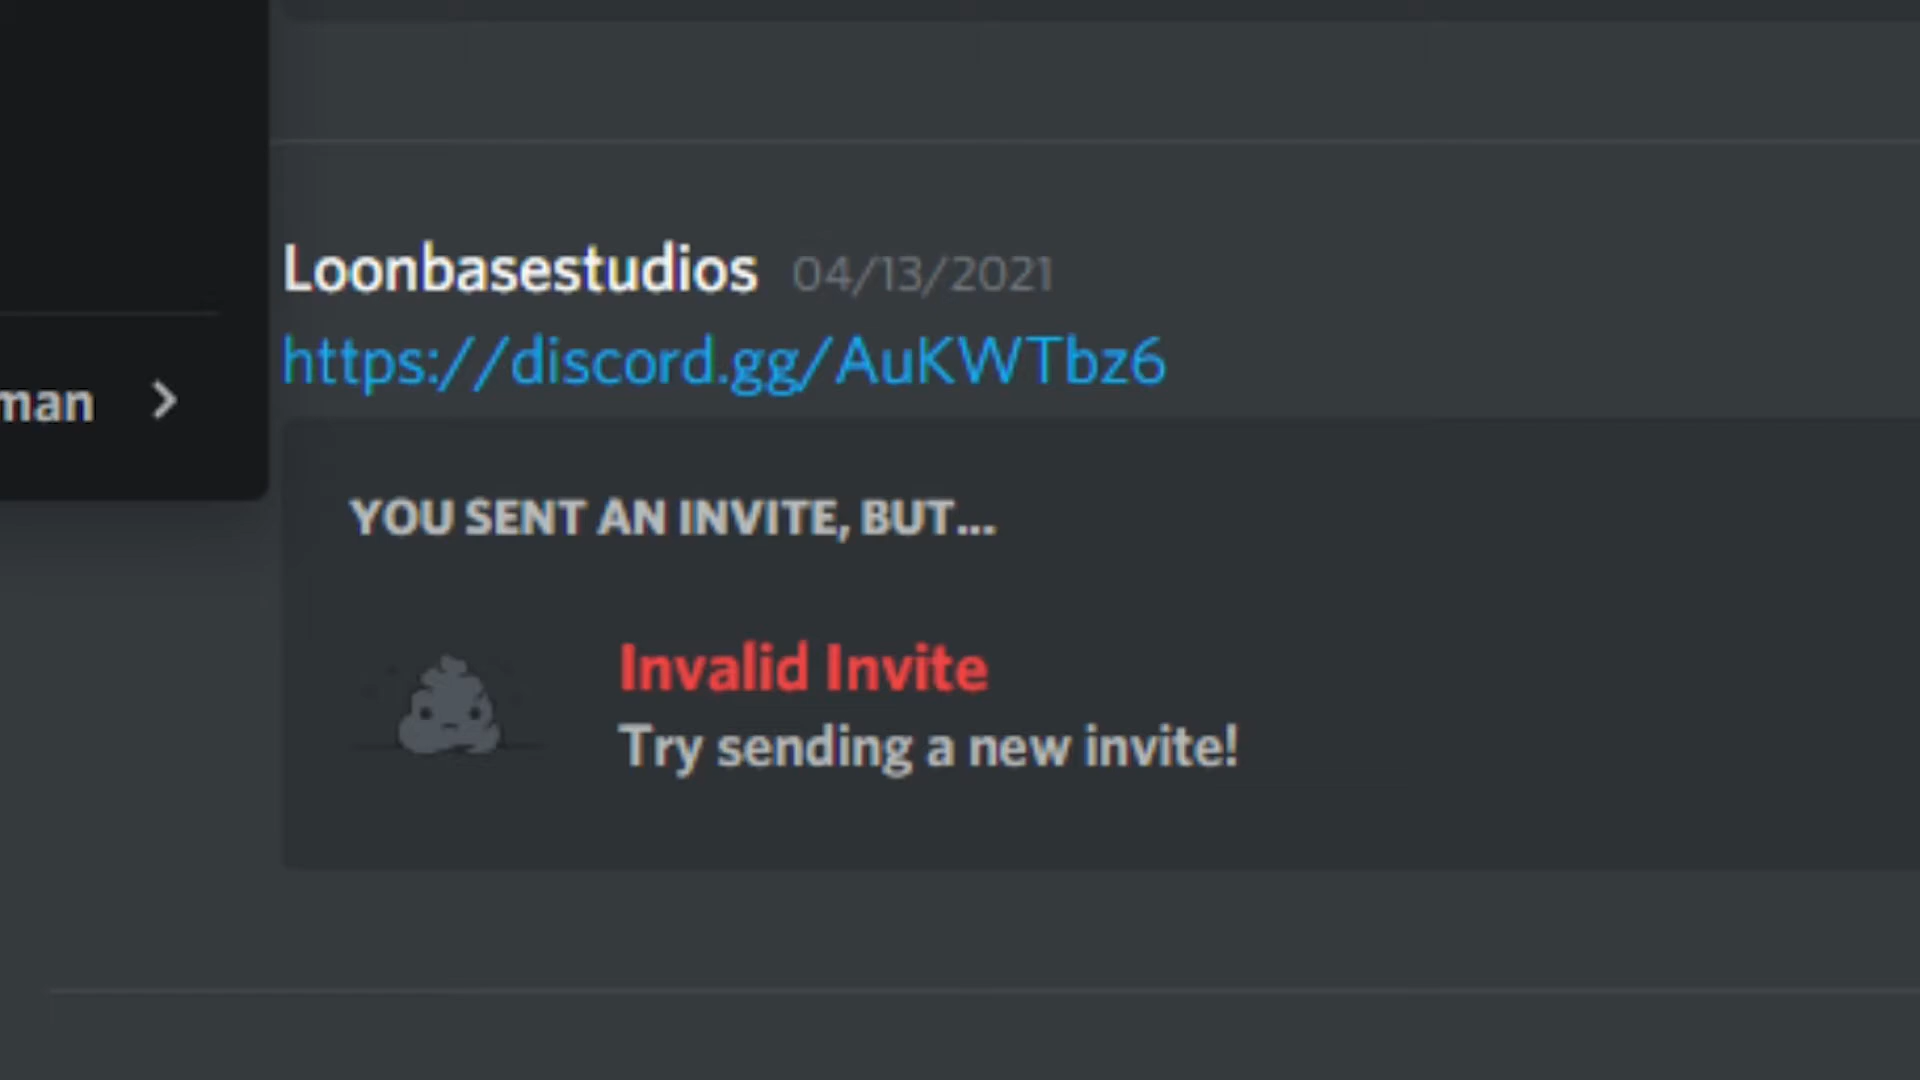 Loonbasestudios 04/13/2021
https://discord.gg/AuKWTbz6
man
YOU SENT AN INVITE, BUT...
Invalid Invite
Try sending a new invite!